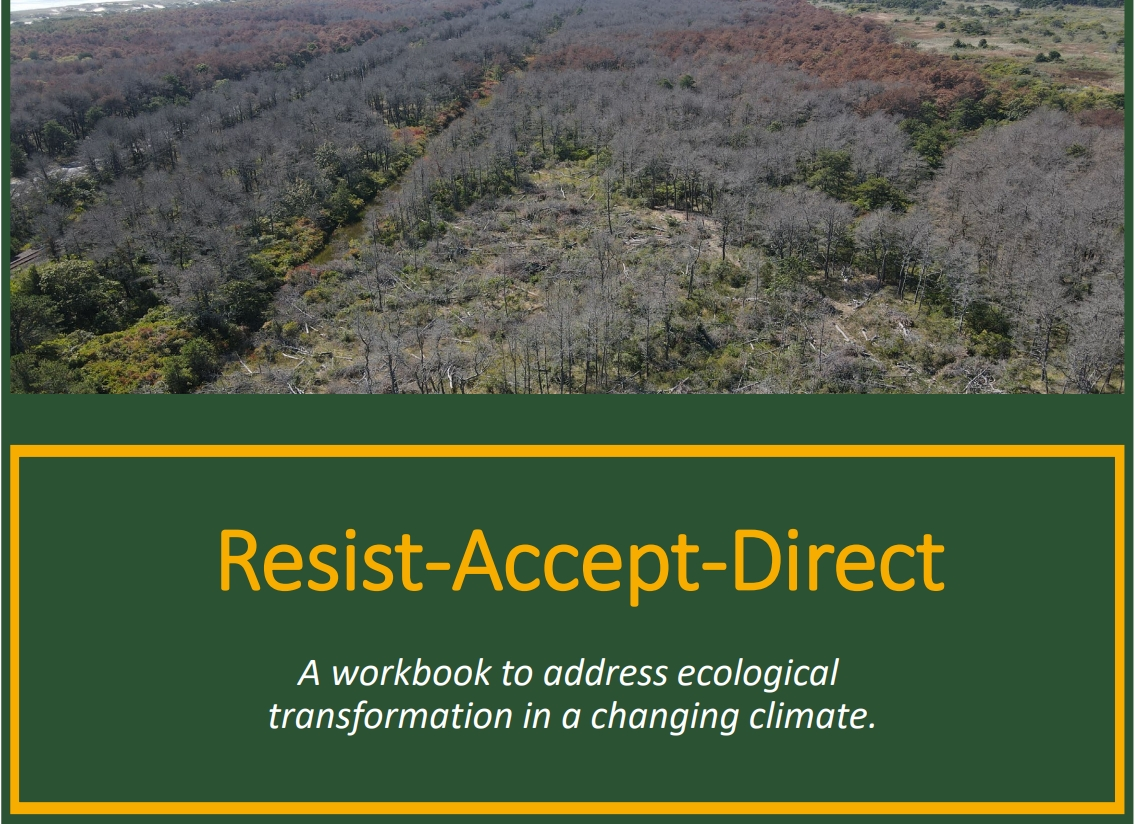 Resist-Accept-Direct
A workbook to address ecological
transformation in a changing climate.